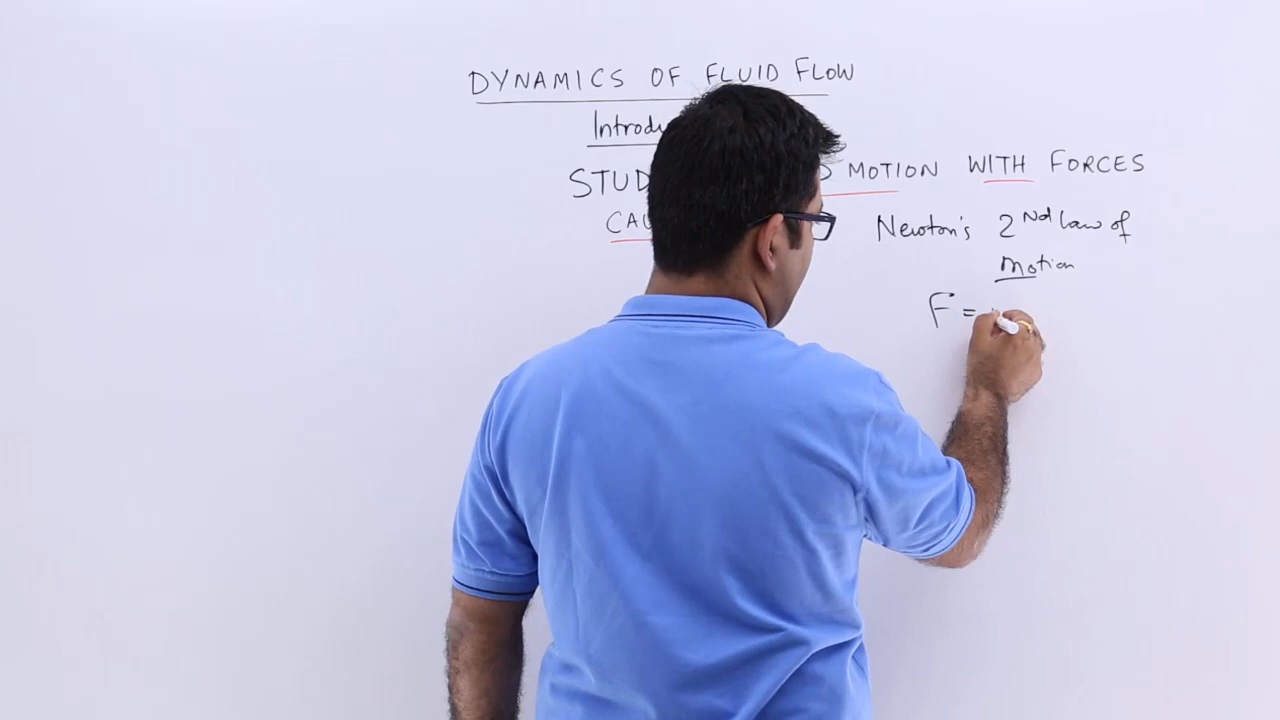 DYNAMICS OF FLUID FLOW
Introdu
STUD MOTION WITH FORCES
CAU
Newton's 2nd law of
Motion
F =